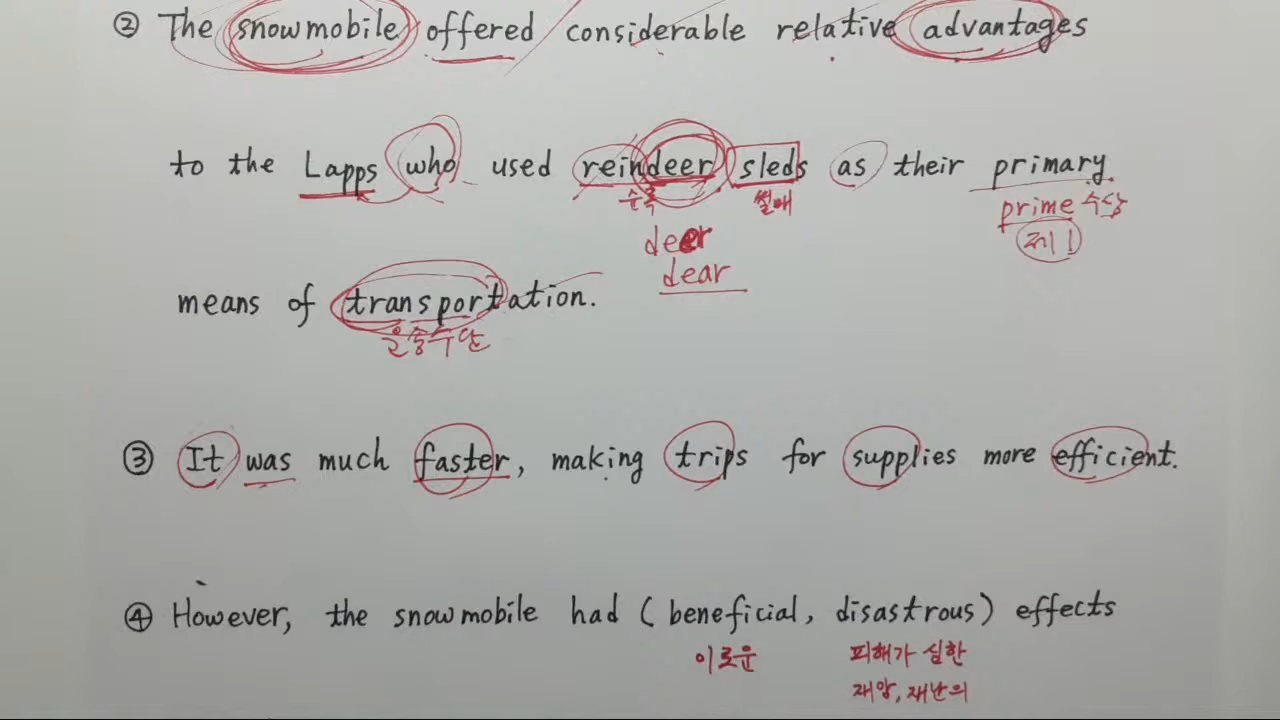 ② The snowmobile offered considerable relative advantages
to the Lapps who used reindeer sleds as their primary
순록 썰매 prime 수상
deer 제1
dear
means of transportation.
운송수단
③ It was much faster, making trips for supplies more efficient.
④ However, the snowmobile had (beneficial, disastrous) effects
이로운 피해가 심한
재앙, 재난의